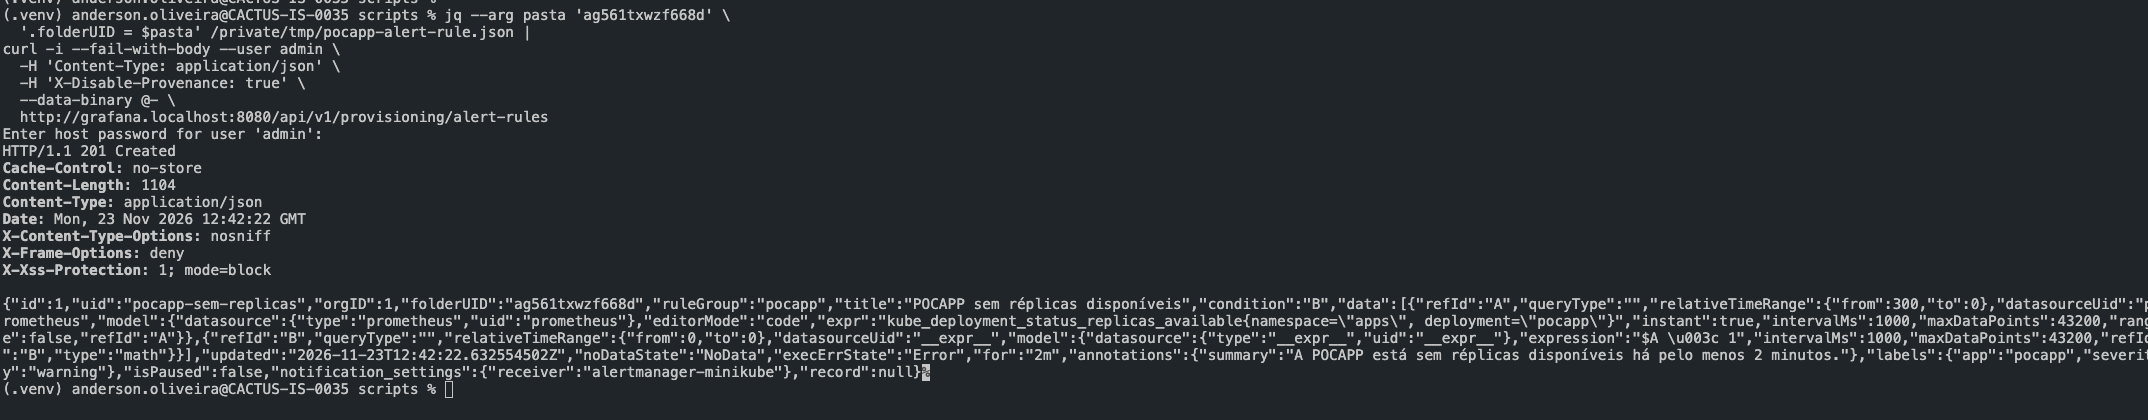 (.venv) anderson.oliveira@CACTUS-IS-0035 scripts %
(.venv) anderson.oliveira@CACTUS-IS-0035 scripts % jq --arg pasta 'ag561txwzf668d' \
  '.folderUID = $pasta' /private/tmp/pocapp-alert-rule.json |
curl -i --fail-with-body --user admin \
  -H 'Content-Type: application/json' \
  -H 'X-Disable-Provenance: true' \
  --data-binary @- \
  http://grafana.localhost:8080/api/v1/provisioning/alert-rules
Enter host password for user 'admin':
HTTP/1.1 201 Created
Cache-Control: no-store
Content-Length: 1104
Content-Type: application/json
Date: Mon, 23 Nov 2026 12:42:22 GMT
X-Content-Type-Options: nosniff
X-Frame-Options: deny
X-Xss-Protection: 1; mode=block
{"id":1,"uid":"pocapp-sem-replicas","orgID":1,"folderUID":"ag561txwzf668d","ruleGroup":"pocapp","title":"POCAPP sem réplicas disponíveis","condition":"B","data":[{"refId":"A","queryType":"","relativeTimeRange":{"from":300,"to":0},"datasourceUid":"p
rometheus","model":{"datasource":{"type":"prometheus","uid":"prometheus"},"editorMode":"code","expr":"kube_deployment_status_replicas_available{namespace=\"apps\", deployment=\"pocapp\"}","instant":true,"intervalMs":1000,"maxDataPoints":43200,"rang
e":false,"refId":"A"}},{"refId":"B","queryType":"","relativeTimeRange":{"from":0,"to":0},"datasourceUid":"__expr__","model":{"datasource":{"type":"__expr__","uid":"__expr__"},"expression":"$A \u003c 1","intervalMs":1000,"maxDataPoints":43200,"refId
":"B","type":"math"}}],"updated":"2026-11-23T12:42:22.632554502Z","noDataState":"NoData","execErrState":"Error","for":"2m","annotations":{"summary":"A POCAPP está sem réplicas disponíveis há pelo menos 2 minutos."},"labels":{"app":"pocapp","severit
y":"warning"},"isPaused":false,"notification_settings":{"receiver":"alertmanager-minikube"},"record":null}%
(.venv) anderson.oliveira@CACTUS-IS-0035 scripts %